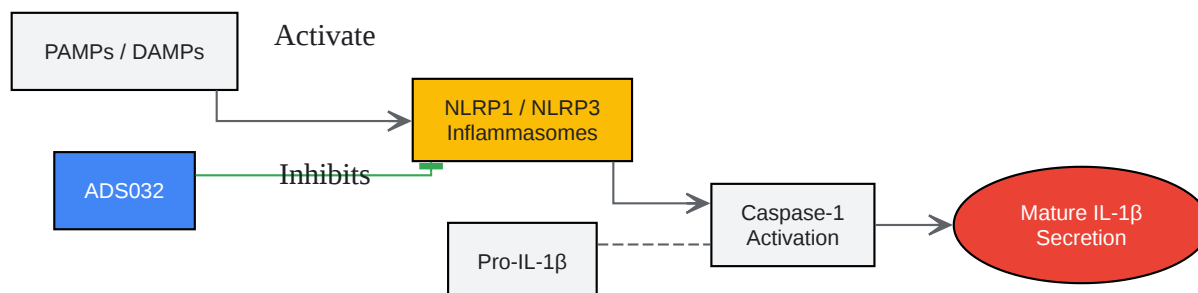 PAMPs / DAMPs
Activate
NLRP1 / NLRP3
Inflammasomes
ADS032
Inhibits
Caspase-1
Activation
Mature IL-1β
Secretion
Pro-IL-1β